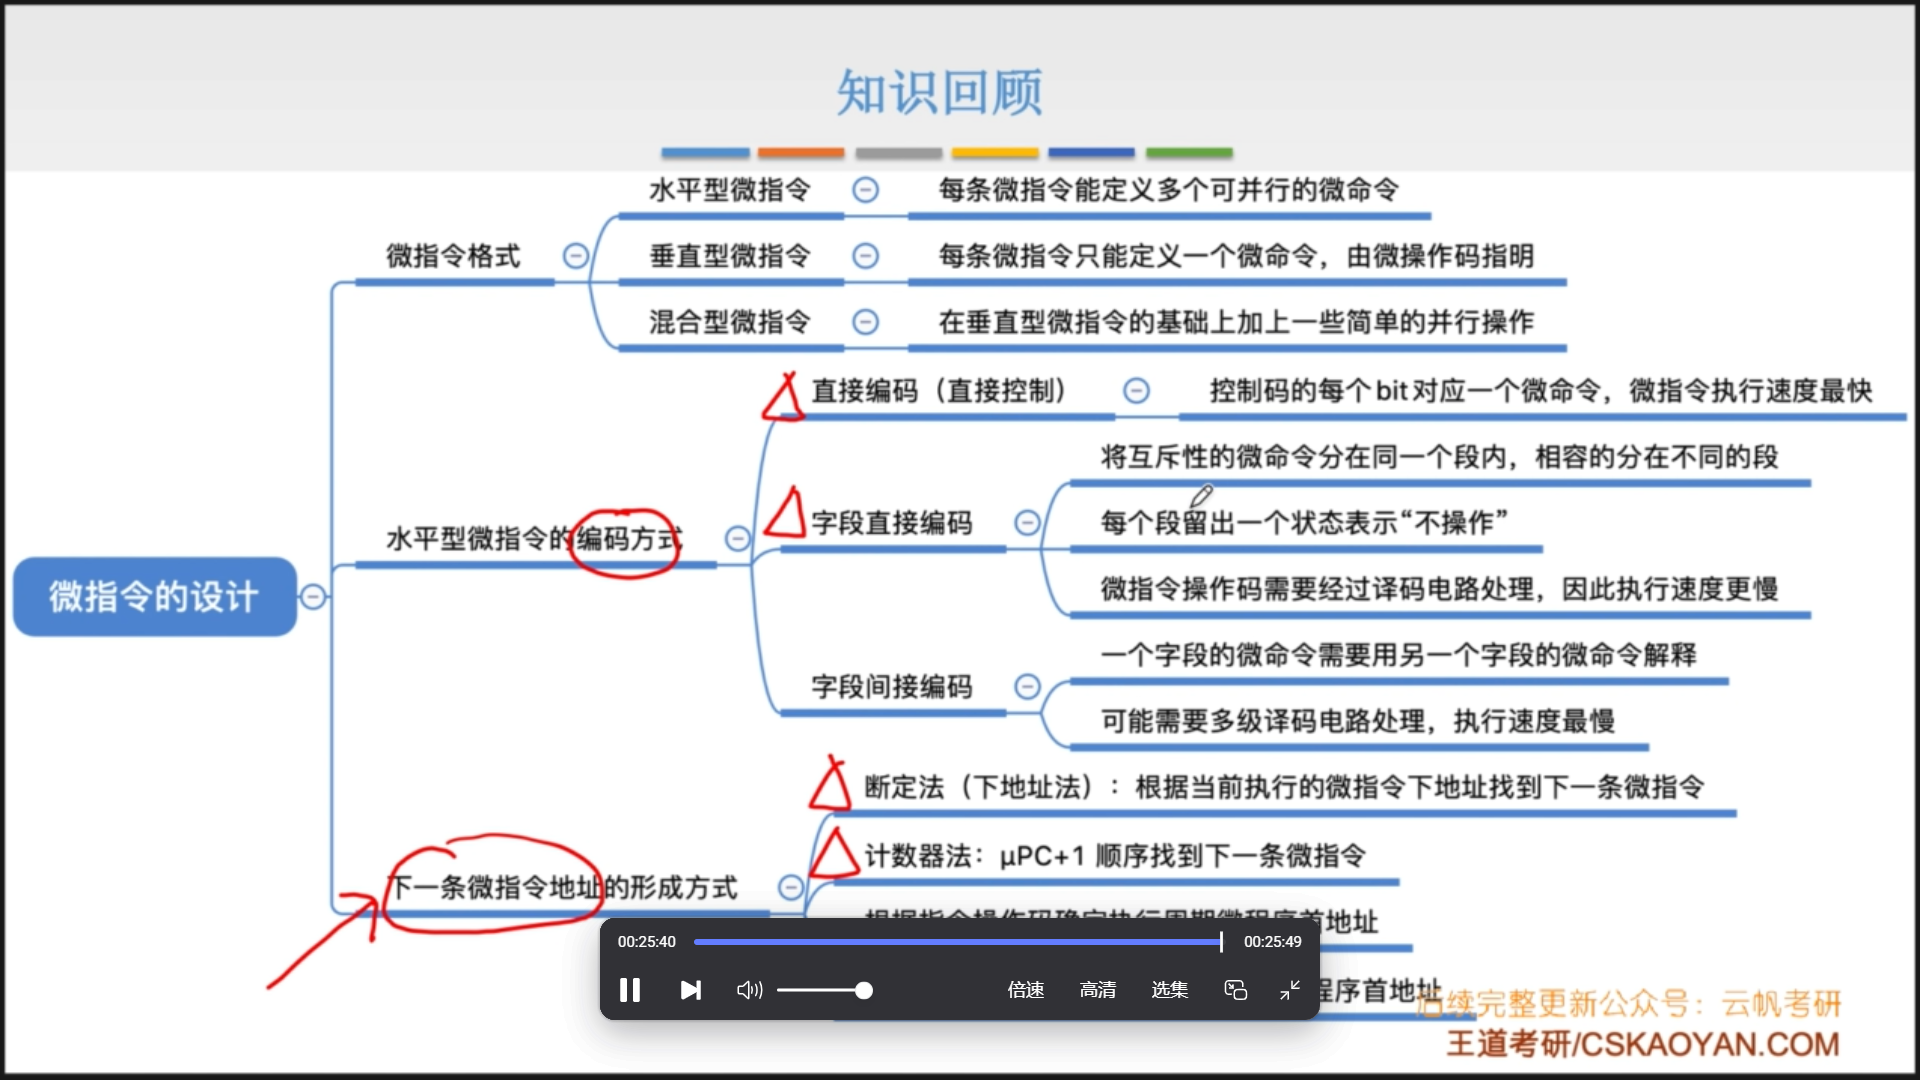 知识回顾
水平型微指令
每条微指令能定义多个可并行的微命令
微指令格式
垂直型微指令
每条微指令只能定义一个微命令，由微操作码指明
混合型微指令
在垂直型微指令的基础上加上一些简单的并行操作
直接编码（直接控制）
控制码的每个bit对应一个微命令，微指令执行速度最快
将互斥性的微命令分在同一个段内，相容的分在不同的段
水平型微指令的编码方式
字段直接编码
每个段留出一个状态表示“不操作”
微指令操作码需要经过译码电路处理，因此执行速度更慢
微指令的设计
一个字段的微命令需要用另一个字段的微命令解释
字段间接编码
可能需要多级译码电路处理，执行速度最慢
断定法（下地址法）：根据当前执行的微指令下地址找到下一条微指令
计数器法：μPC+1 顺序找到下一条微指令
下一条微指令地址的形成方式
根据指令操作码确定执行周期微程序首地址
00:25:40
00:25:49
倍速
高清
选集
程序首地址
后续完整更新公众号：云帆考研
王道考研/CSKAOYAN.COM